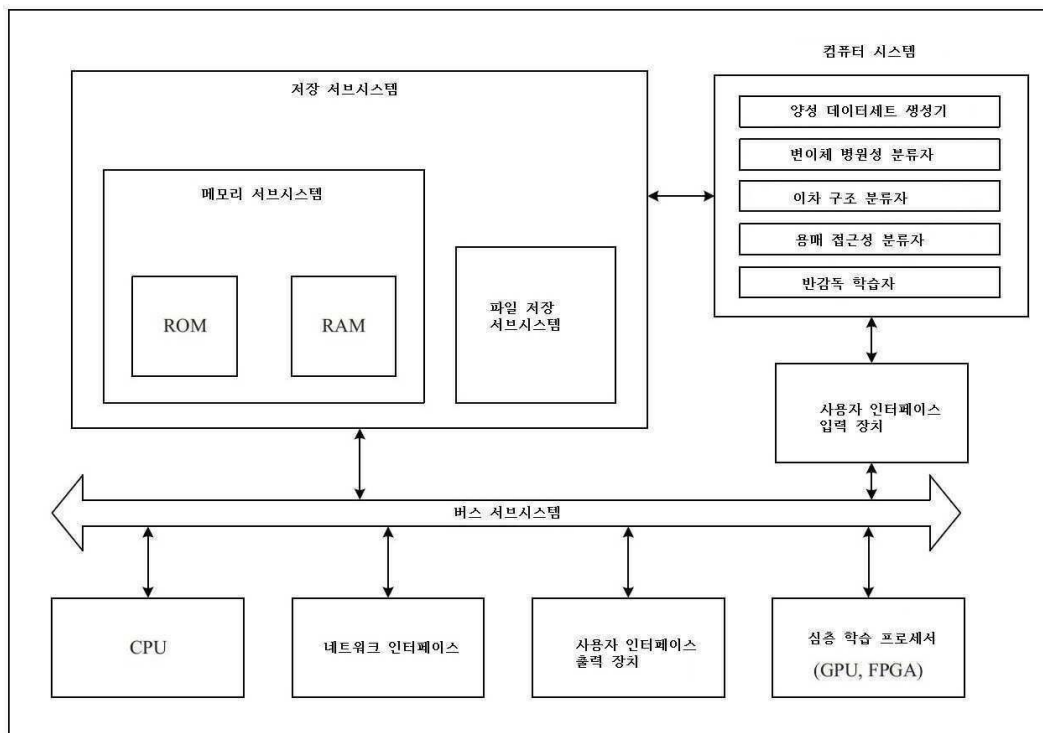 컴퓨터 시스템
저장 서브시스템
양성 데이터세트 생성기
변이체 병원성 분류자
메모리 서브시스템
이차 구조 분류자
용매 접근성 분류자
반감독 학습자
ROM
RAM
파일 저장
서브시스템
사용자 인터페이스
입력 장치
버스 서브시스템
CPU
네트워크 인터페이스
사용자 인터페이스
출력 장치
심층 학습 프로세서
(GPU, FPGA)